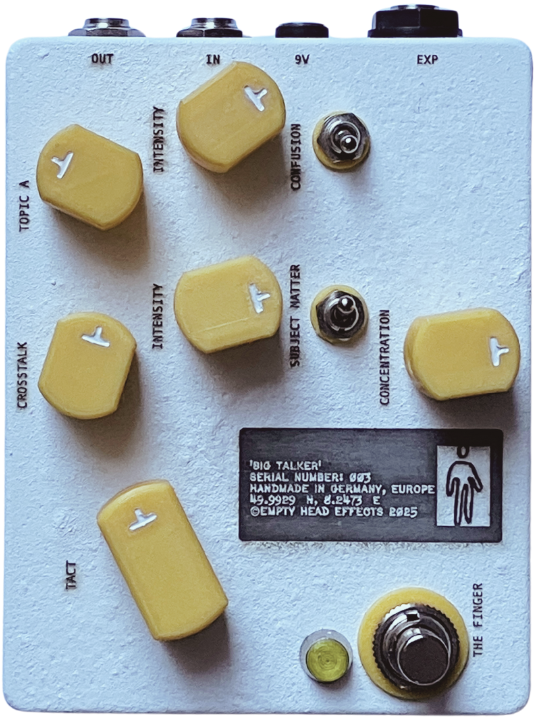 OUT
IN
9V
EXP
INTENSITY
CONFUSION
TOPIC A
INTENSITY
SUBJECT MATTER
CROSSTALK
CONCENTRATION
'BIG TALKER'
SERIAL NUMBER: 003
HANDMADE IN GERMANY, EUROPE
49.9929 N, 8.2473 E
©EMPTY HEAD EFFECTS 2025
TACT
THE FINGER